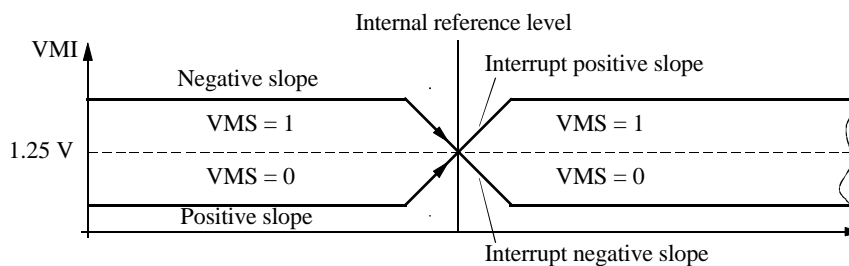 Internal reference level
VMI
Negative slope
Interrupt positive slope
VMS = 1
VMS = 1
1.25 V
VMS = 0
VMS = 0
Positive slope
Interrupt negative slope